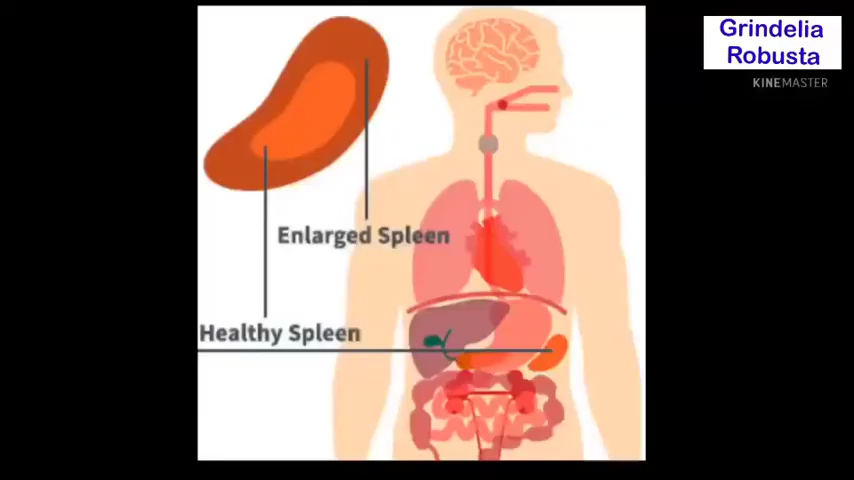 Grindelia
Robusta
KINEMASTER
Enlarged Spleen
Healthy Spleen